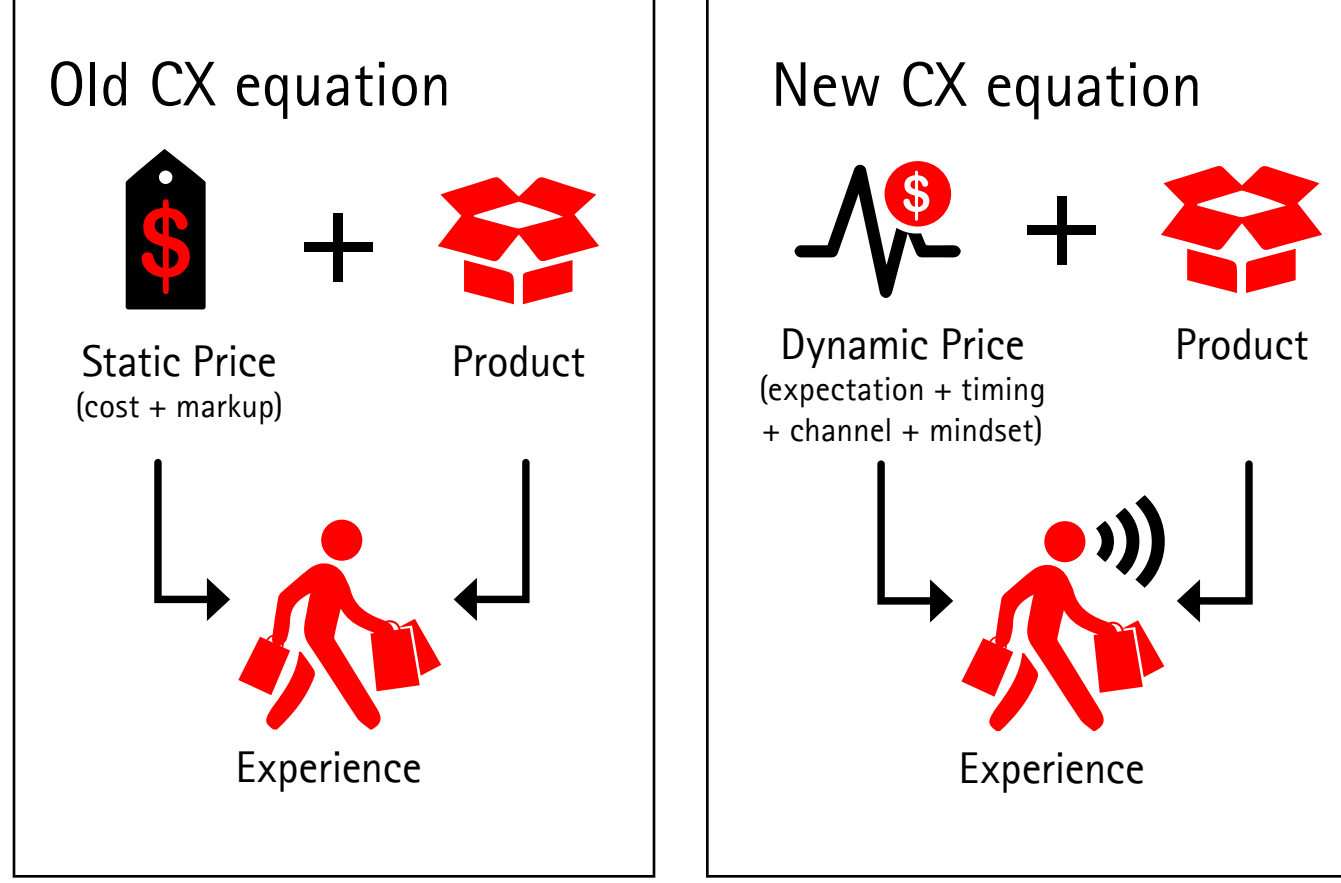 Old CX equation
$
+
Static Price
(cost + markup)
Product
Experience
New CX equation
$
+
Dynamic Price
(expectation + timing
+ channel + mindset)
Product
Experience